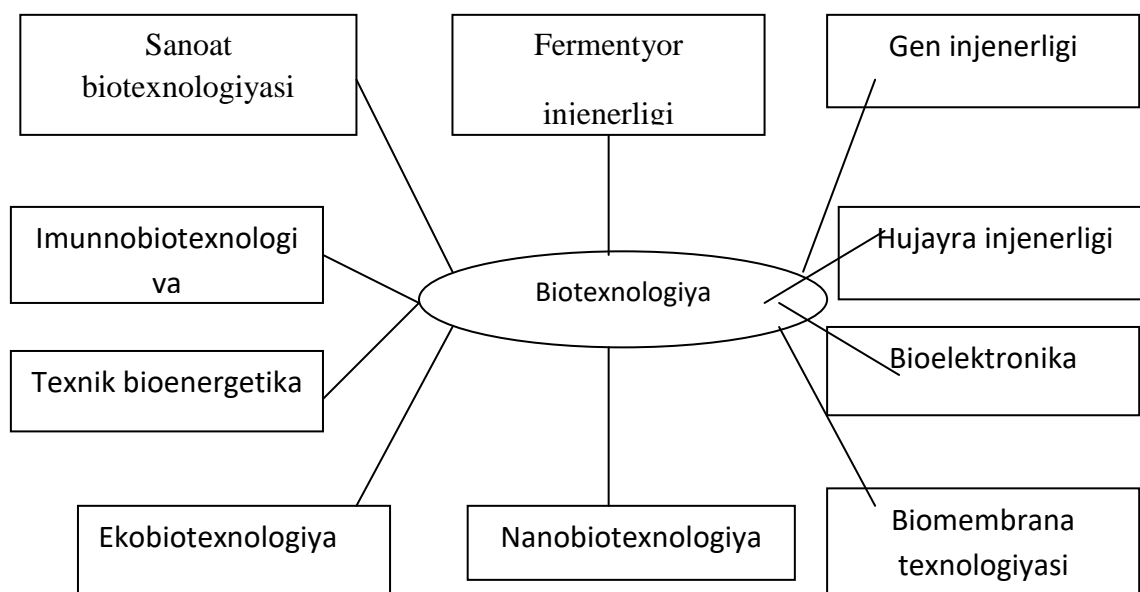 Sanoat
biotexnologiyasi
Fermentyor
injenerligi
Gen injenerligi
Imunnobiotexnologi
va
Biotexnologiya
Hujayra injenerligi
Texnik bioenergetika
Bioelektronika
Ekobiotexnologiya
Nanobiotexnologiya
Biomembrana
texnologiyasi